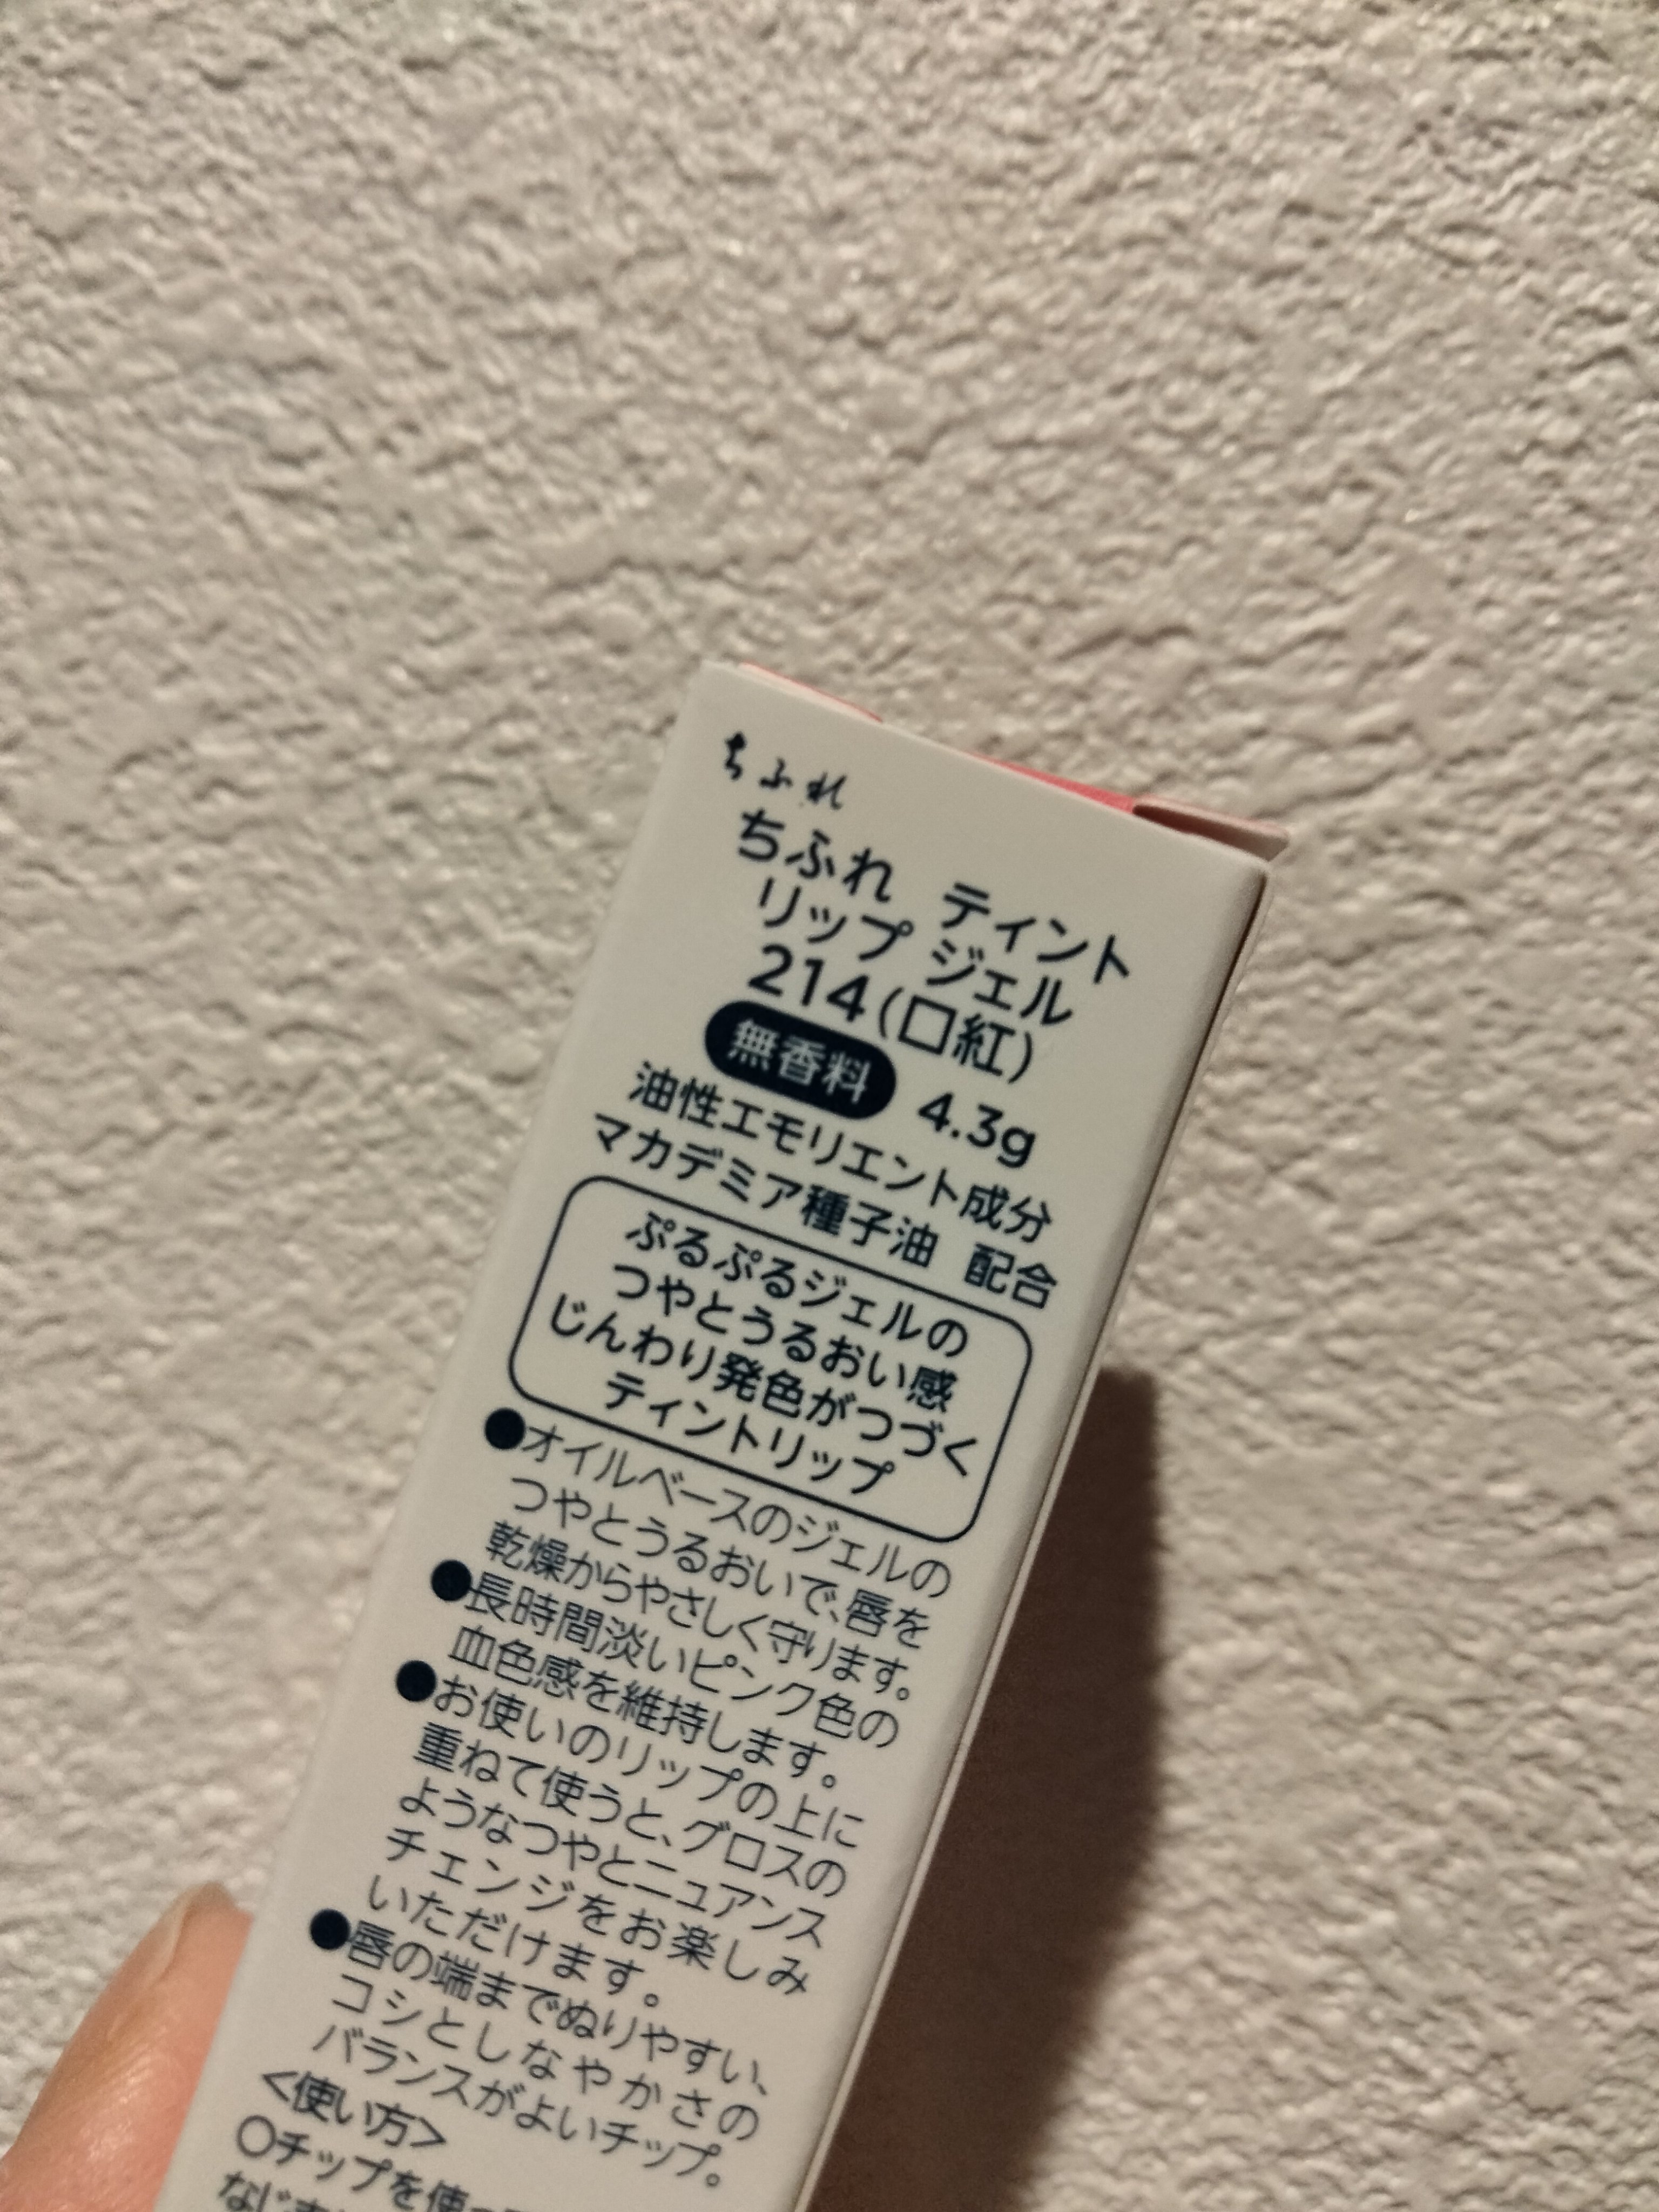 ちふれ
ちふれ ティント
リップ ジェル
214(口紅)
無香料 4.3g
油性エモリエント成分
マカデミア種子油 配合
ぷるぷるジェルの
つやとうるおい感
じんわり発色がつづく
ティントリップ
●オイルベースのジェルの
つやとうるおいで、唇を
乾燥からやさしく守ります。
●長時間淡いピンク色の
血色感を維持します。
●お使いのリップの上に
重ねて使うと、グロスの
ようなつやとニュアンス
チェンジをお楽しみ
いただけます。
●唇の端までぬりやすい、
コシとしなやかさの
バランスがよいチップ。
<使い方>
○チップを使っ